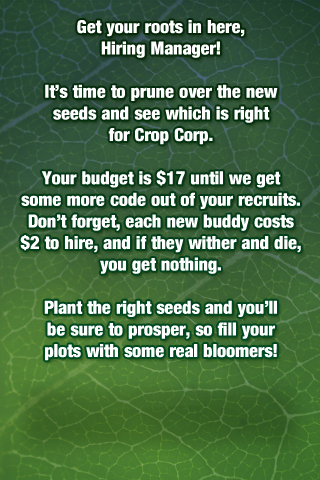 Get your roots in here,
Hiring Manager!
It's time to prune over the new
seeds and see which is right
for Crop Corp.
Your budget is $17 until we get
some more code out of your recruits.
Don't forget, each new buddy costs
$2 to hire, and if they wither and die,
you get nothing.
Plant the right seeds and you'll
be sure to prosper, so fill your
plots with some real bloomers!